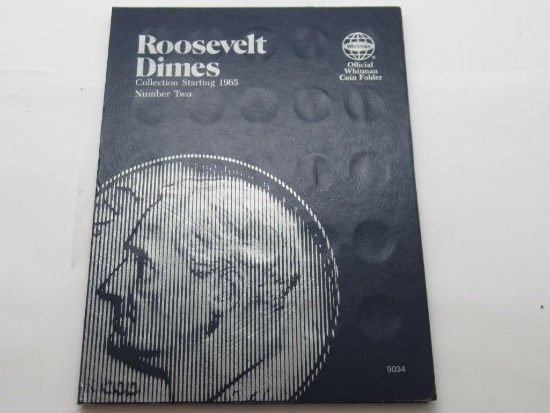 Roosevelt
Dimes
Collection Starting 1965
Number Two
Whitman
®
Official
Whitman
Coin Folder
9034